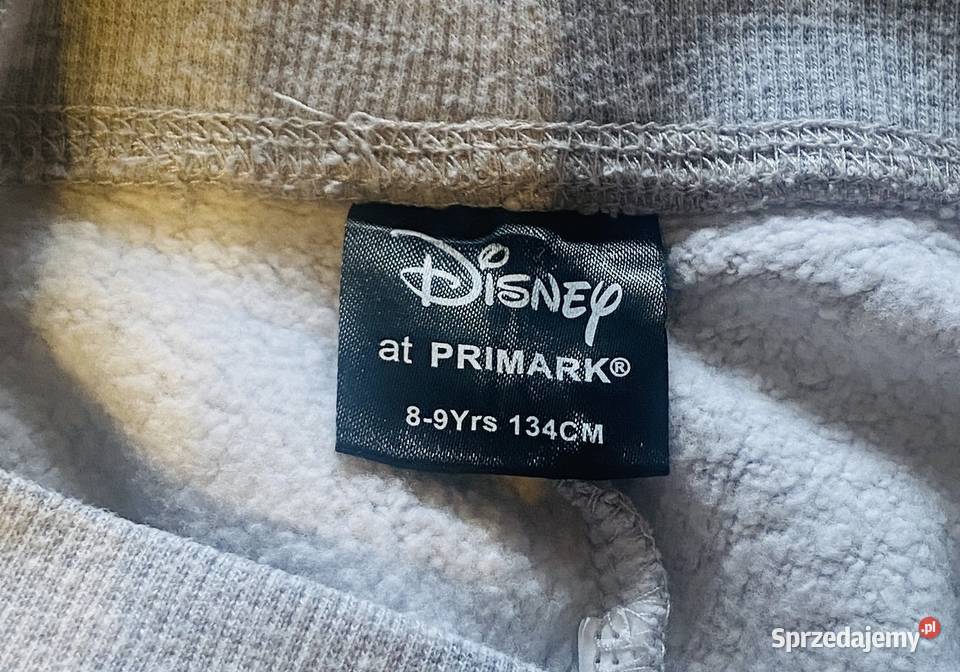 Disney
at PRIMARK®
8-9Yrs 134CM
Sprzedajemy.pl